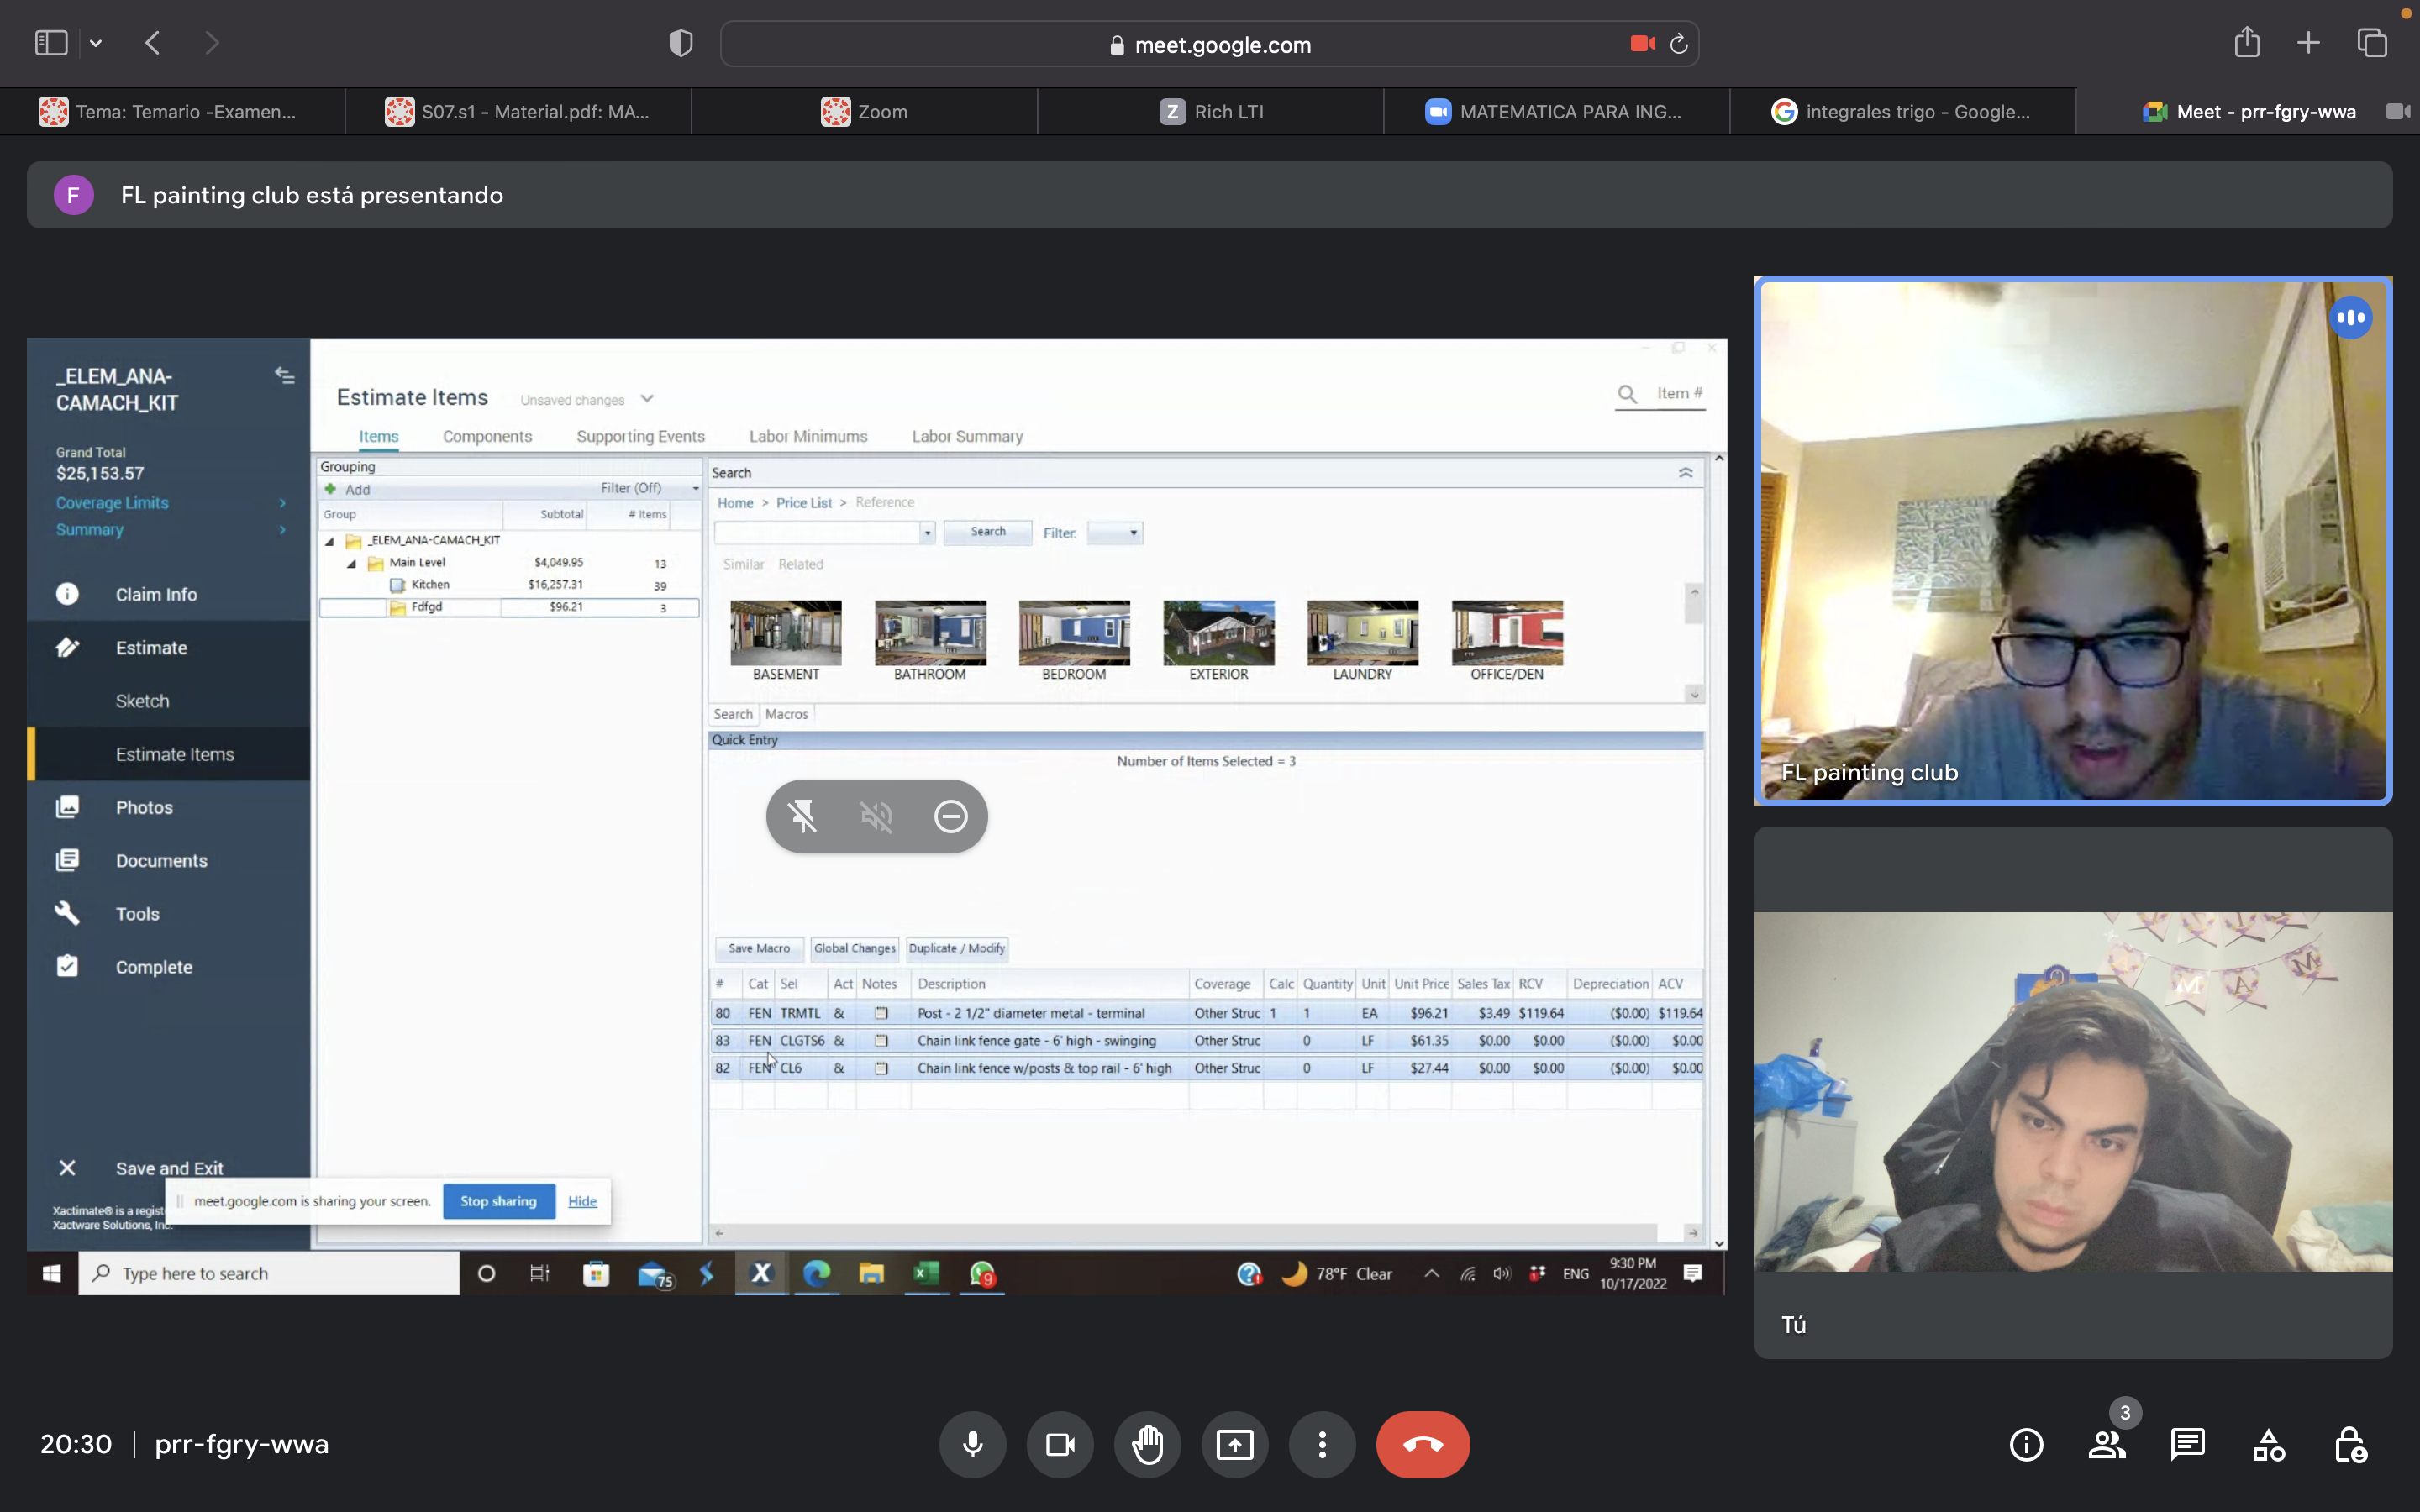 meet.google.com
Tema: Temario -Examen...
S07.s1 - Material.pdf: MA...
Zoom
Z Rich LTI
MATEMATICA PARA ING...
integrales trigo - Google...
Meet - prr-fgry-wwa
F FL painting club está presentando
_ELEM_ANA-
CAMACH_KIT
Grand Total
$25,153.57
Coverage Limits
Summary
Claim Info
Estimate
Sketch
Estimate Items
Photos
Documents
Tools
Complete
Save and Exit
Xactimate® is a regist
Xactware Solutions, Inc.
meet.google.com is sharing your screen. Stop sharing Hide
Estimate Items Unsaved changes
Item #
Items Components Supporting Events Labor Minimums Labor Summary
Grouping
Add Filter (Off)
Group Subtotal # Items
_ELEM_ANA-CAMACH_KIT
Main Level $4,049.95 13
Kitchen $16,257.31 39
Fdfgd $96.21 3
Search
Home > Price List > Reference
Search Filter:
Similar Related
BASEMENT BATHROOM BEDROOM EXTERIOR LAUNDRY OFFICE/DEN
Search Macros
Quick Entry
Number of Items Selected = 3
Save Macro Global Changes Duplicate / Modify
# Cat Sel Act Notes Description Coverage Calc Quantity Unit Unit Price Sales Tax RCV Depreciation ACV
80 FEN TRMTL & Post - 2 1/2" diameter metal - terminal Other Struc 1 1 EA $96.21 $3.49 $119.64 ($0.00) $119.64
83 FEN CLGTS6 & Chain link fence gate - 6' high - swinging Other Struc 0 LF $61.35 $0.00 $0.00 ($0.00) $0.00
82 FEN CL6 & Chain link fence w/posts & top rail - 6' high Other Struc 0 LF $27.44 $0.00 $0.00 ($0.00) $0.00
Type here to search
75
X
9
78°F Clear
ENG
9:30 PM
10/17/2022
FL painting club
M A M
Tú
20:30 | prr-fgry-wwa
3